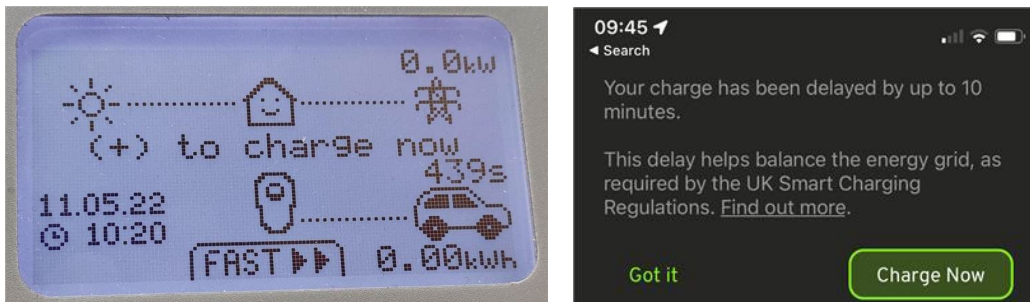 0.0kW
(+) to charge now
439s
11.05.22
10:20
FAST
0.00kWh
09:45
Search
Your charge has been delayed by up to 10
minutes.
This delay helps balance the energy grid, as
required by the UK Smart Charging
Regulations. Find out more.
Got it
Charge Now